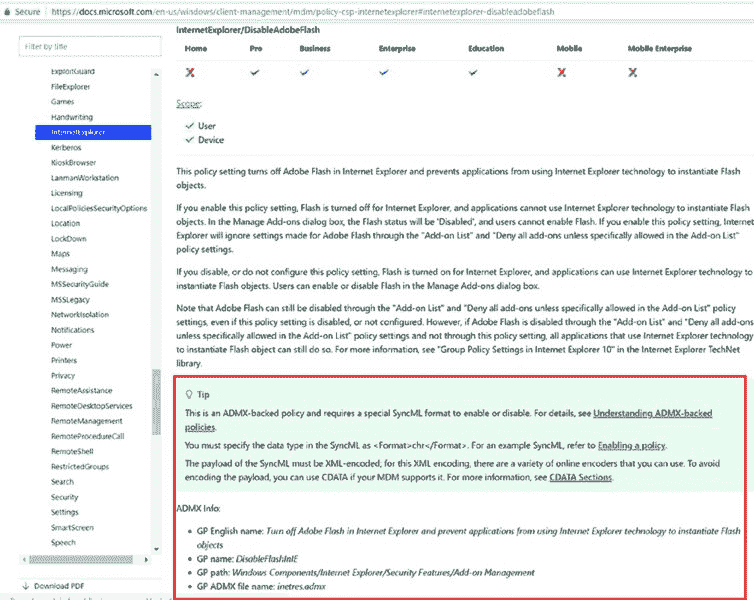 Secure https://docs.microsoft.com/en-us/windows/client-management/mdm/policy-csp-internetexplorer#internetexplorer-disableadobeflash
Filter by title
ExploitGuard
FileExplorer
Games
Handwriting
InternetExplorer
Kerberos
KioskBrowser
LanmanWorkstation
Licensing
LocalPoliciesSecurityOptions
Location
LockDown
Maps
Messaging
MSSecurityGuide
MSSLegacy
NetworkIsolation
Notifications
Power
Printers
Privacy
RemoteAssistance
RemoteDesktopServices
RemoteManagement
RemoteProcedureCall
RemoteShell
RestrictedGroups
Search
Security
Settings
SmartScreen
Speech
Download PDF
InternetExplorer/DisableAdobeFlash
Home Pro Business Enterprise Education Mobile Mobile Enterprise
Scope:
User
Device
This policy setting turns off Adobe Flash in Internet Explorer and prevents applications from using Internet Explorer technology to instantiate Flash
objects.
If you enable this policy setting, Flash is turned off for Internet Explorer, and applications cannot use Internet Explorer technology to instantiate Flash
objects. In the Manage Add-ons dialog box, the Flash status will be 'Disabled', and users cannot enable Flash. If you enable this policy setting, Internet
Explorer will ignore settings made for Adobe Flash through the "Add-on List" and "Deny all add-ons unless specifically allowed in the Add-on List"
policy settings.
If you disable, or do not configure this policy setting, Flash is turned on for Internet Explorer, and applications can use Internet Explorer technology to
instantiate Flash objects. Users can enable or disable Flash in the Manage Add-ons dialog box.
Note that Adobe Flash can still be disabled through the "Add-on List" and "Deny all add-ons unless specifically allowed in the Add-on List" policy
settings, even if this policy setting is disabled, or not configured. However, if Adobe Flash is disabled through the "Add-on List" and "Deny all add-ons
unless specifically allowed in the Add-on List" policy settings and not through this policy setting, all applications that use Internet Explorer technology
to instantiate Flash object can still do so. For more information, see "Group Policy Settings in Internet Explorer 10" in the Internet Explorer TechNet
library.
Tip
This is an ADMX-backed policy and requires a special SyncML format to enable or disable. For details, see Understanding ADMX-backed
policies.
You must specify the data type in the SyncML as <Format>chr</Format>. For an example SyncML, refer to Enabling a policy.
The payload of the SyncML must be XML-encoded; for this XML encoding, there are a variety of online encoders that you can use. To avoid
encoding the payload, you can use CDATA if your MDM supports it. For more information, see CDATA Sections.
ADMX Info:
• GP English name: Turn off Adobe Flash in Internet Explorer and prevent applications from using Internet Explorer technology to instantiate Flash
objects
• GP name: DisableFlashInIE
• GP path: Windows Components/Internet Explorer/Security Features/Add-on Management
• GP ADMX file name: inetres.admx